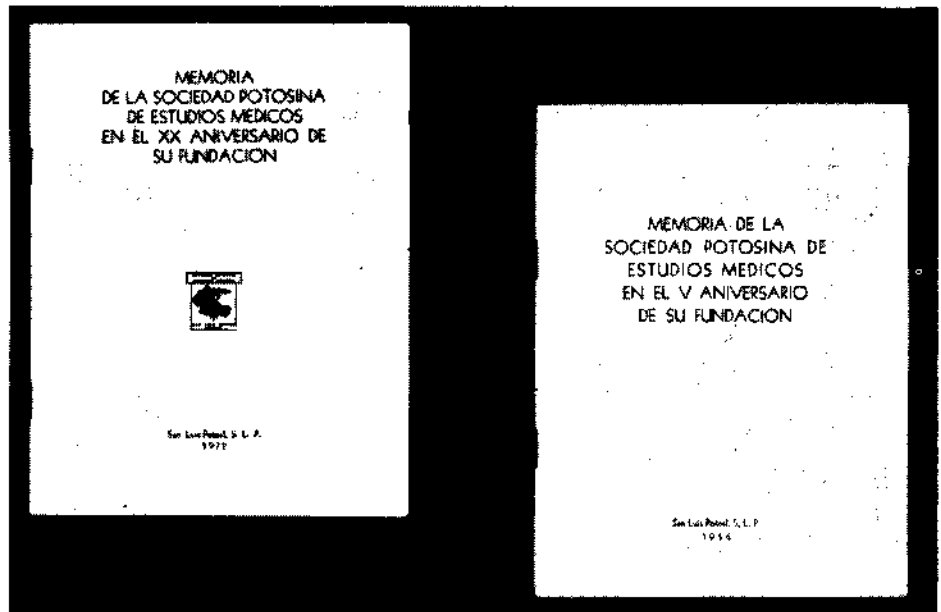 MEMORIA
DE LA SOCIEDAD POTOSINA
DE ESTUDIOS MEDICOS
EN EL XX ANIVERSARIO DE
SU FUNDACION
San Luis Potosí, S. L. P.
MEMORIA DE LA
SOCIEDAD POTOSINA DE
ESTUDIOS MEDICOS
EN EL V ANIVERSARIO
DE SU FUNDACION
San Luis Potosí, S. L. P.